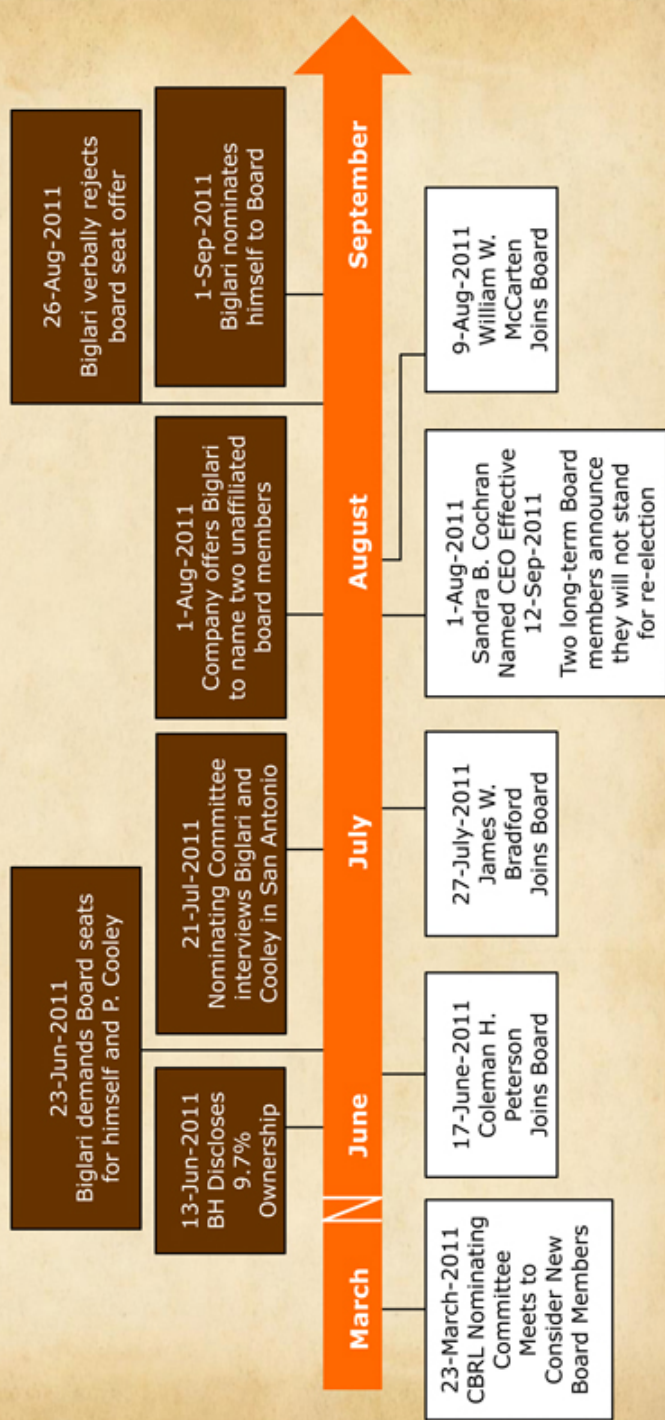 26-Aug-2011
Biglari verbally rejects
board seat offer
23-Jun-2011
Biglari demands Board seats
for himself and P. Cooley
13-Jun-2011
BH Discloses
9.7%
Ownership
21-Jul-2011
Nominating Committee
interviews Biglari and
Cooley in San Antonio
1-Aug-2011
Company offers Biglari
to name two unaffiliated
board members
1-Sep-2011
Biglari nominates
himself to Board
March
June
July
August
September
23-March-2011
CBRL Nominating
Committee
Meets to
Consider New
Board Members
17-June-2011
Coleman H.
Peterson
Joins Board
27-July-2011
James W.
Bradford
Joins Board
1-Aug-2011
Sandra B. Cochran
Named CEO Effective
12-Sep-2011
Two long-term Board
members announce
they will not stand
for re-election
9-Aug-2011
William W.
McCarten
Joins Board